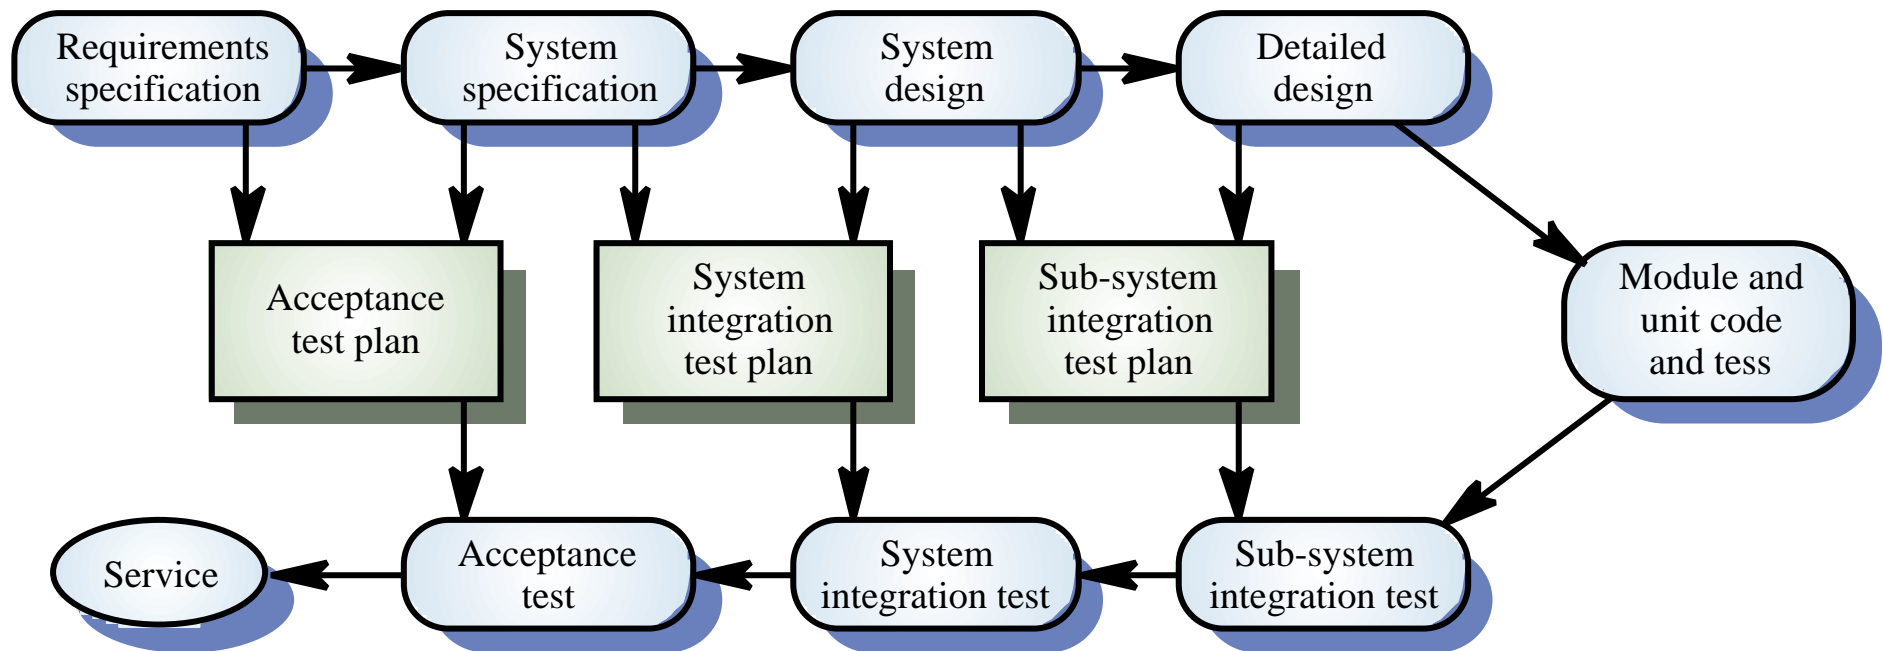 Requirements
specification
System
specification
System
design
Detailed
design
Acceptance
test plan
System
integration
test plan
Sub-system
integration
test plan
Module and
unit code
and tess
Service
Acceptance
test
System
integration test
Sub-system
integration test